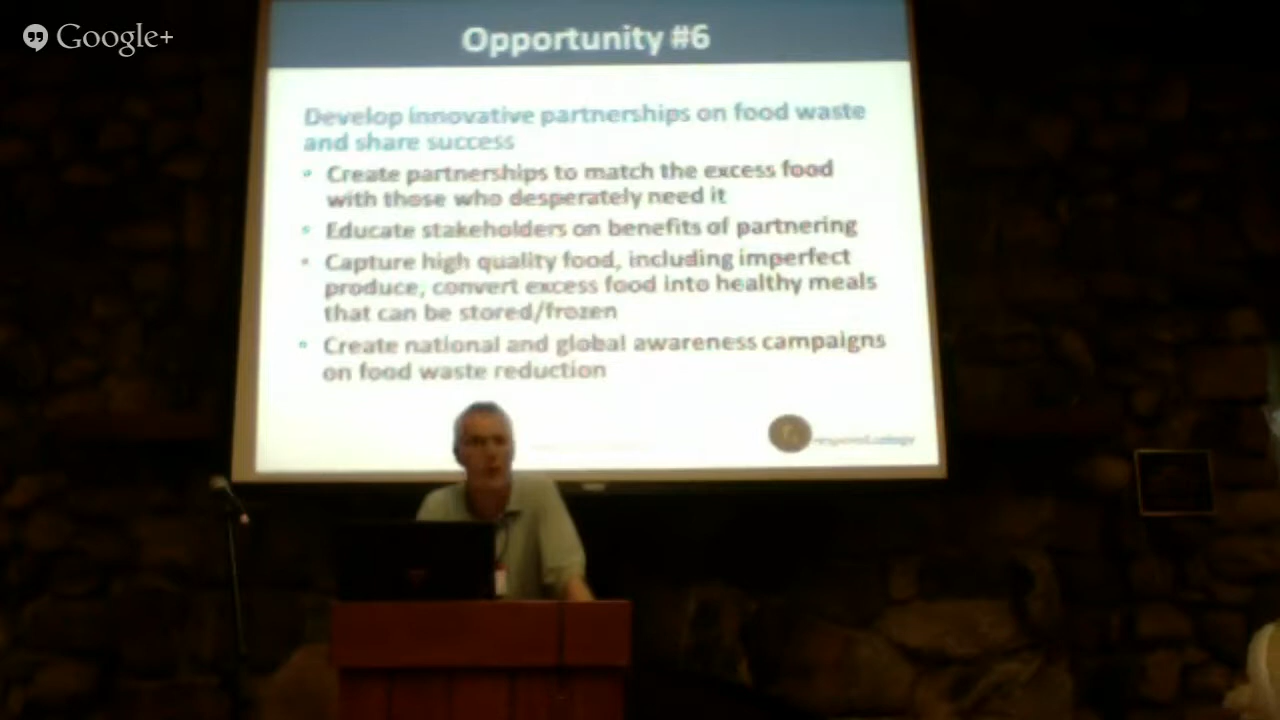 Google+
Opportunity #6
Develop innovative partnerships on food waste
and share success
• Create partnerships to match the excess food
with those who desperately need it
• Educate stakeholders on benefits of partnering
• Capture high quality food, including imperfect
produce, convert excess food into healthy meals
that can be stored/frozen
• Create national and global awareness campaigns
on food waste reduction